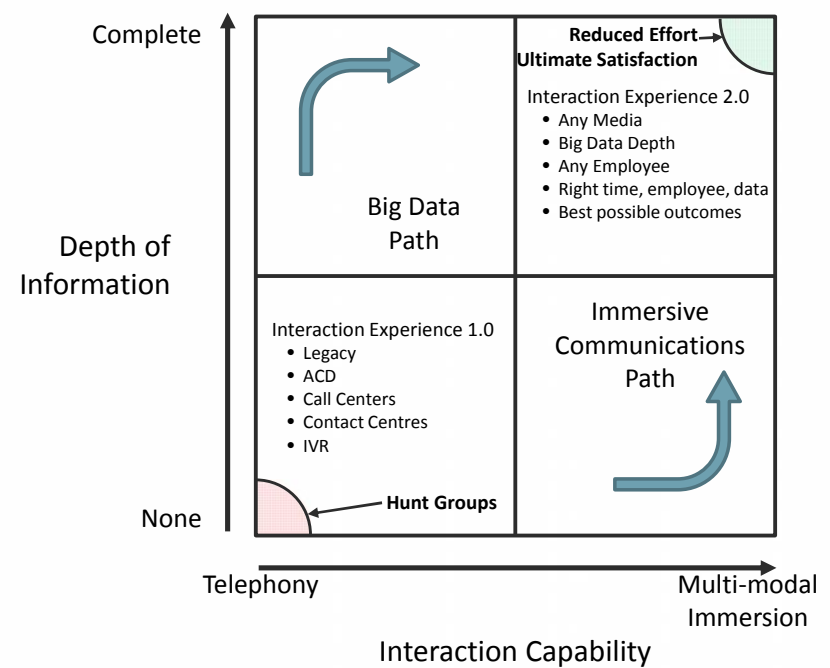 Complete
Reduced Effort
Ultimate Satisfaction
Interaction Experience 2.0
• Any Media
• Big Data Depth
• Any Employee
• Right time, employee, data
• Best possible outcomes
Big Data
Path
Depth of
Information
Interaction Experience 1.0
• Legacy
• ACD
• Call Centers
• Contact Centres
• IVR
Immersive
Communications
Path
Hunt Groups
None
Telephony
Multi-modal
Immersion
Interaction Capability